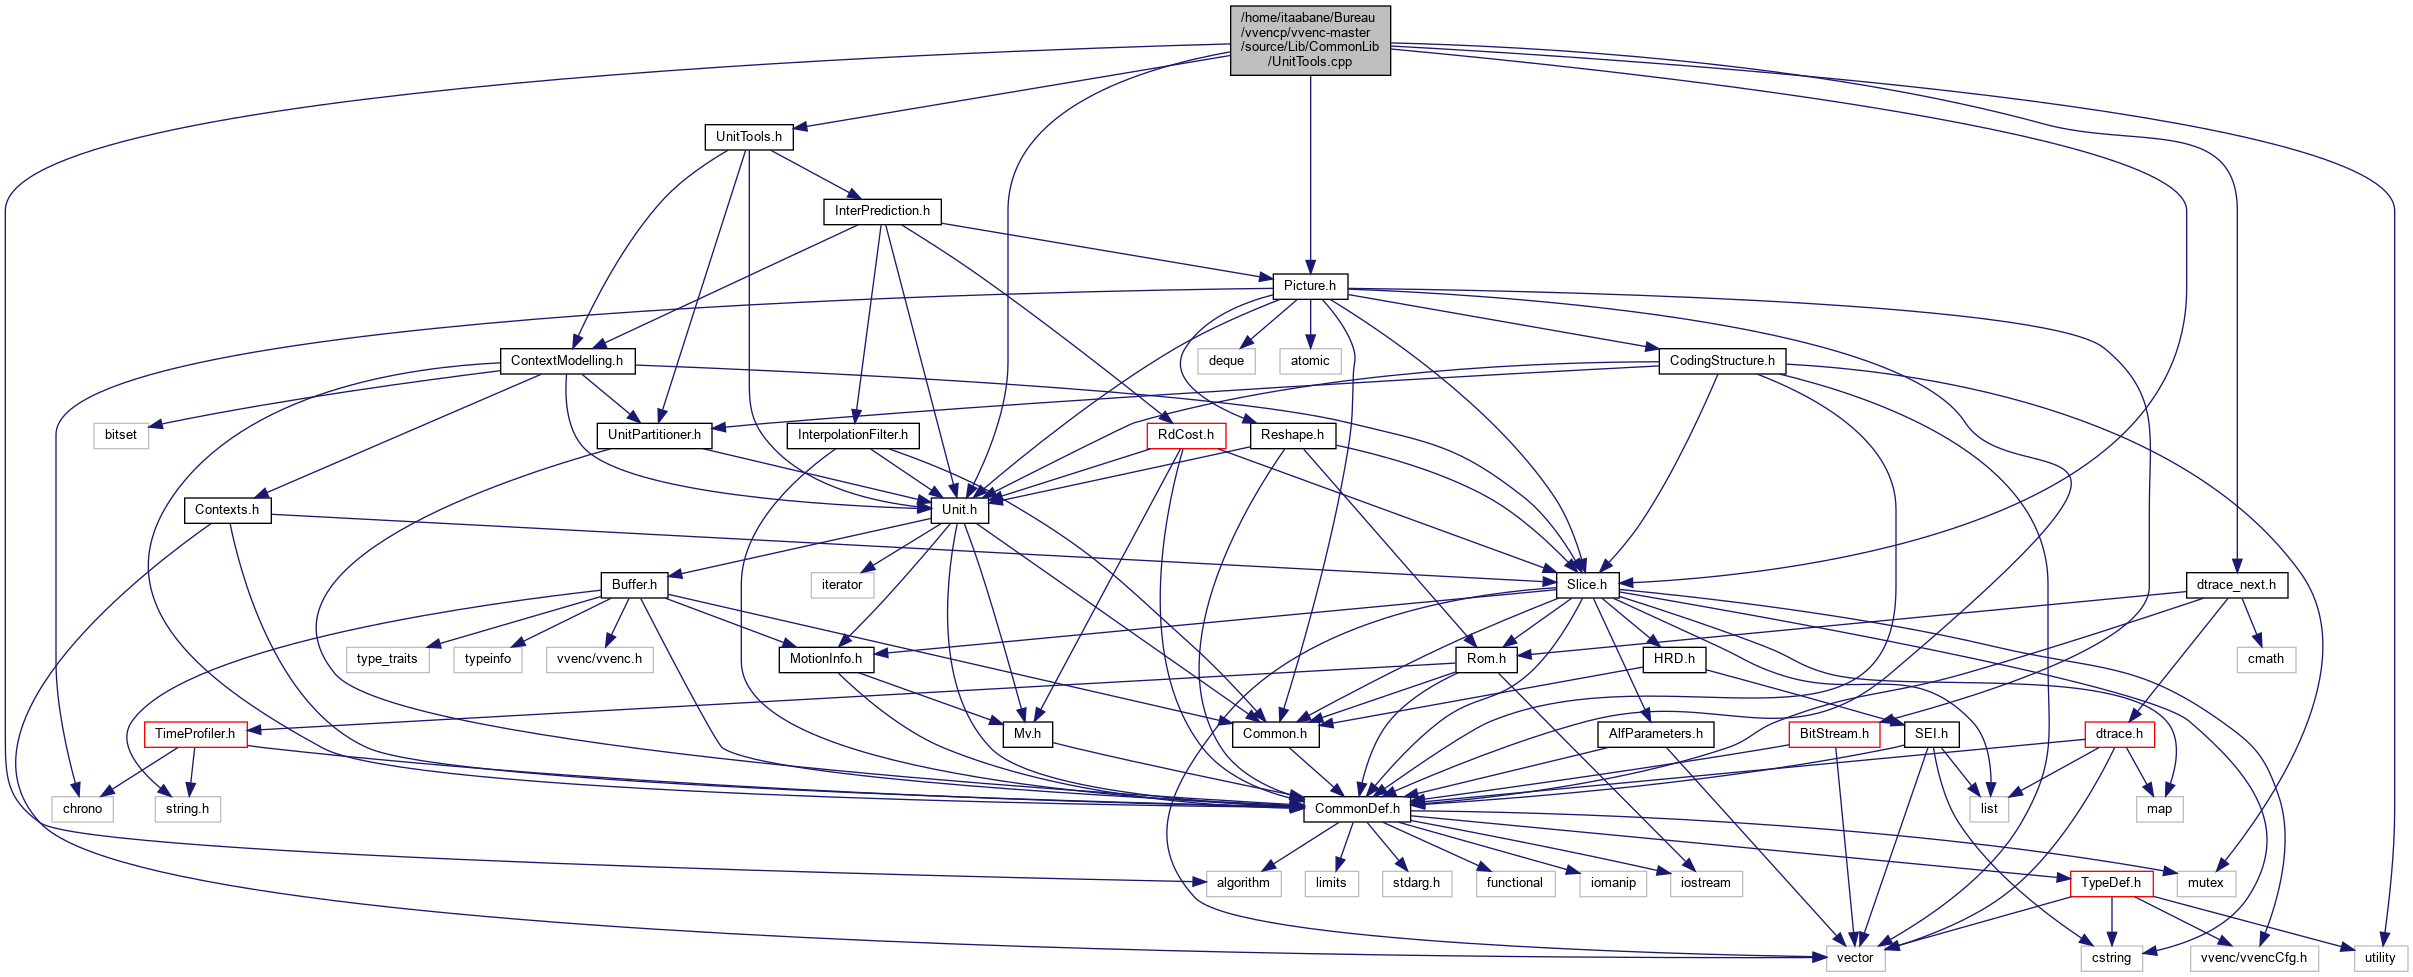 /home/itaabane/Bureau
/vvencp/vvenc-master
/source/Lib/CommonLib
/UnitTools.cpp
UnitTools.h
InterPrediction.h
Picture.h
ContextModelling.h
deque
atomic
CodingStructure.h
bitset
UnitPartitioner.h
InterpolationFilter.h
RdCost.h
Reshape.h
Contexts.h
Unit.h
Buffer.h
iterator
Slice.h
dtrace_next.h
type_traits
typeinfo
vvenc/vvenc.h
MotionInfo.h
Rom.h
HRD.h
cmath
TimeProfiler.h
Mv.h
Common.h
AlfParameters.h
BitStream.h
SEI.h
dtrace.h
chrono
string.h
CommonDef.h
list
map
algorithm
limits
stdarg.h
functional
iomanip
iostream
TypeDef.h
mutex
vector
cstring
vvenc/vvencCfg.h
utility